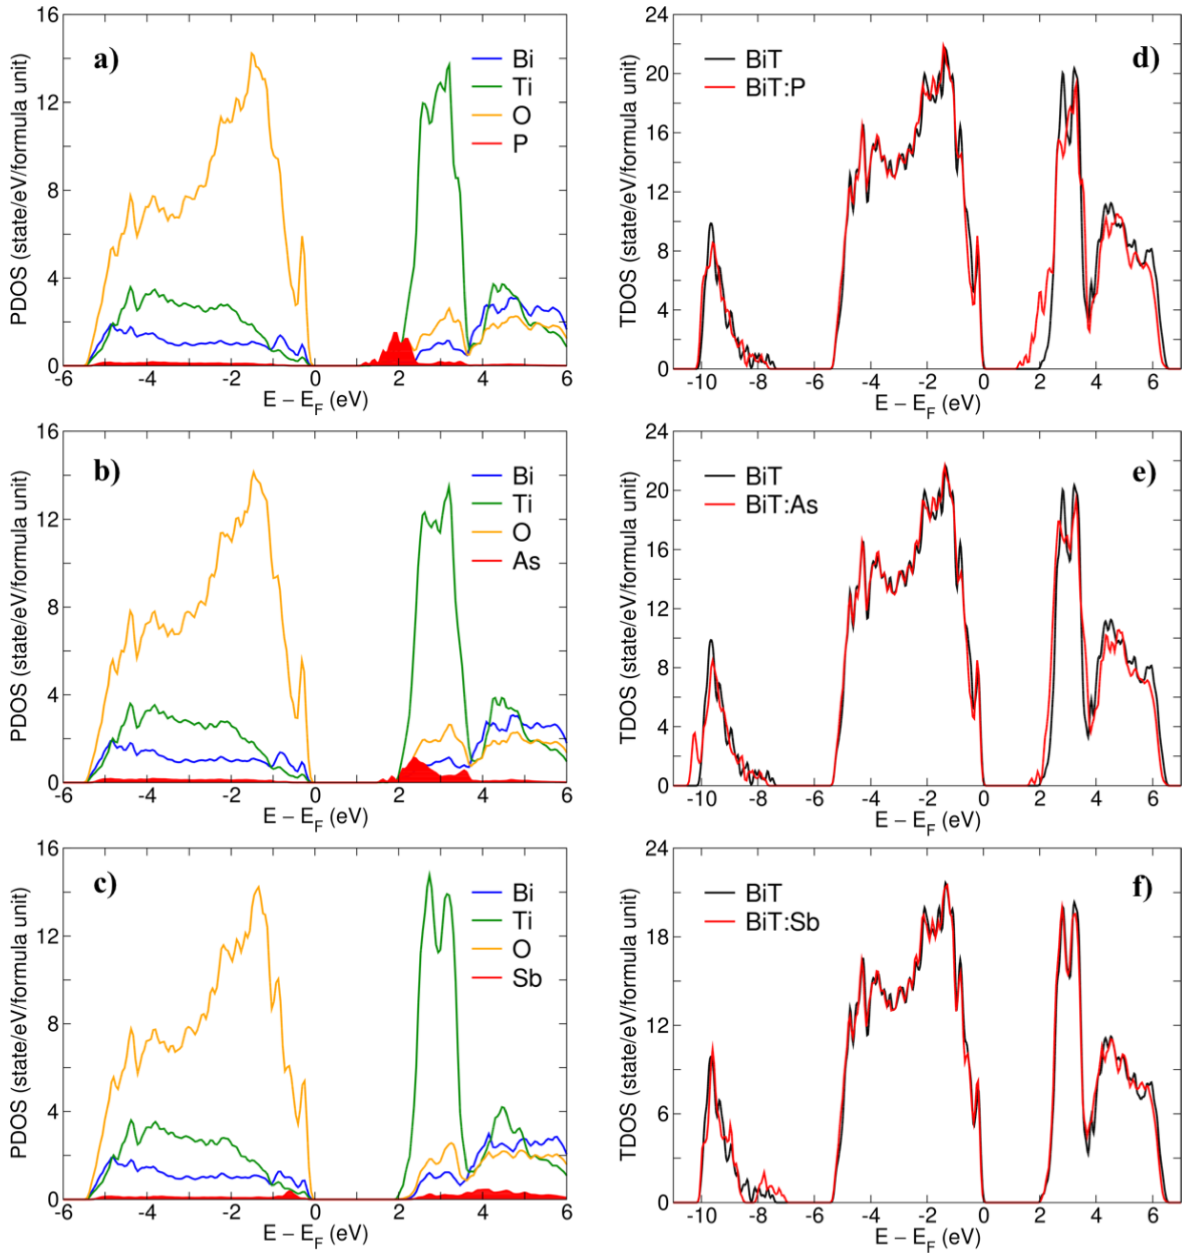 a)
Bi
Ti
O
P
PDOS (state/eV/formula unit)
16
12
8
4
0
-6 -4 -2 0 2 4 6
E − E_F (eV)
d)
BiT
BiT:P
TDOS (state/eV/formula unit)
24
20
16
12
8
4
0
-10 -8 -6 -4 -2 0 2 4 6
E − E_F (eV)
b)
Bi
Ti
O
As
PDOS (state/eV/formula unit)
16
12
8
4
0
-6 -4 -2 0 2 4 6
E − E_F (eV)
e)
BiT
BiT:As
TDOS (state/eV/formula unit)
24
20
16
12
8
4
0
-10 -8 -6 -4 -2 0 2 4 6
E − E_F (eV)
c)
Bi
Ti
O
Sb
PDOS (state/eV/formula unit)
16
12
8
4
0
-6 -4 -2 0 2 4 6
E − E_F (eV)
f)
BiT
BiT:Sb
TDOS (state/eV/formula unit)
24
18
12
6
0
-10 -8 -6 -4 -2 0 2 4 6
E − E_F (eV)